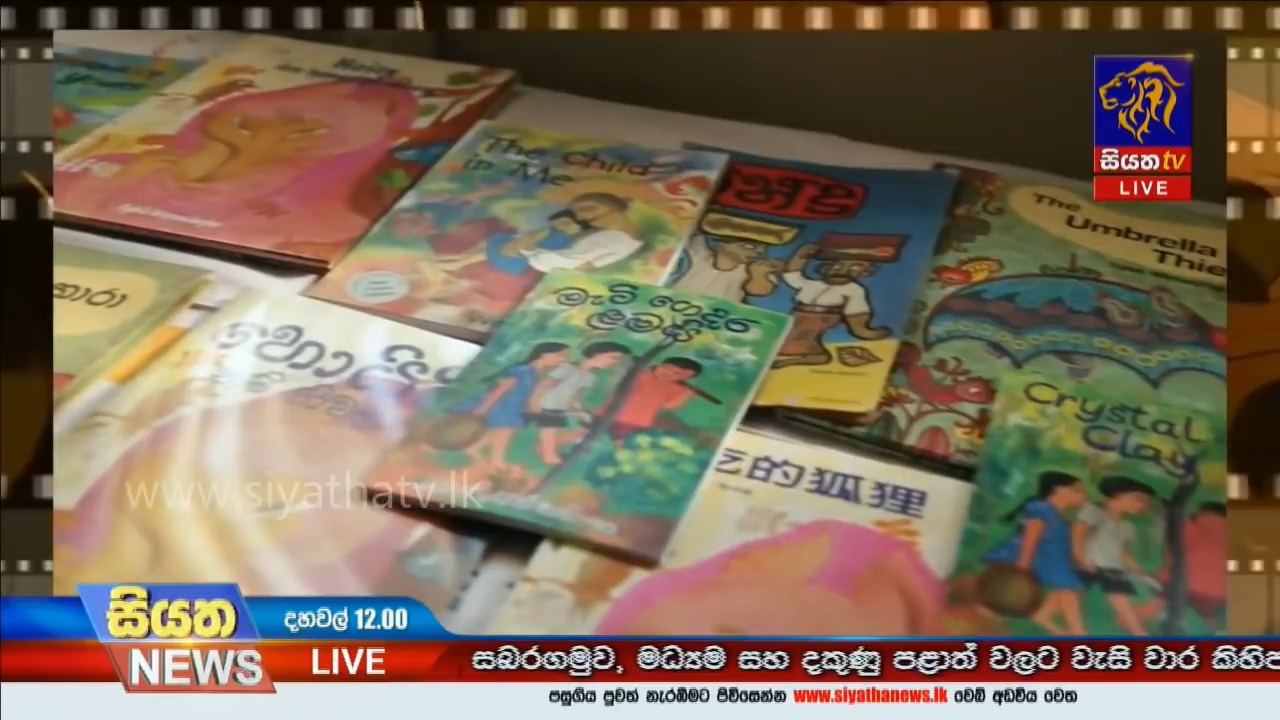 සියත tv
LIVE
The Child
in Me
The
Umbrella
Thie
මැටි ගෙදර
ළමයි
Crystal
Clay
的狐狸
www.siyathatv.lk
සියත
NEWS
දහවල් 12.00
LIVE
සබරගමුව, මධ්‍යම සහ දකුණු පළාත් වලට වැසි වාර කිහිප
පසුගිය පුවත් නැරඹීමට පිවිසෙන්න www.siyathanews.lk වෙබ් අඩවිය වෙත